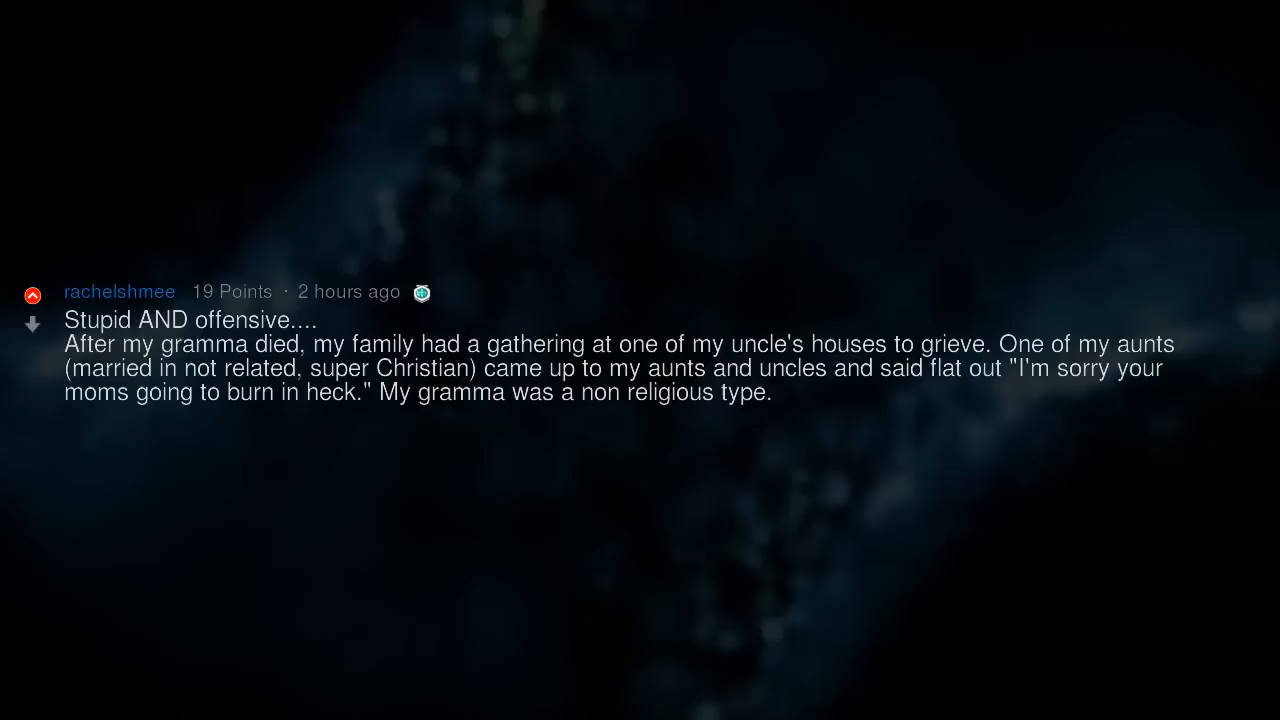 rachelshmee 19 Points · 2 hours ago
Stupid AND offensive....
After my gramma died, my family had a gathering at one of my uncle's houses to grieve. One of my aunts
(married in not related, super Christian) came up to my aunts and uncles and said flat out "I'm sorry your
moms going to burn in heck." My gramma was a non religious type.